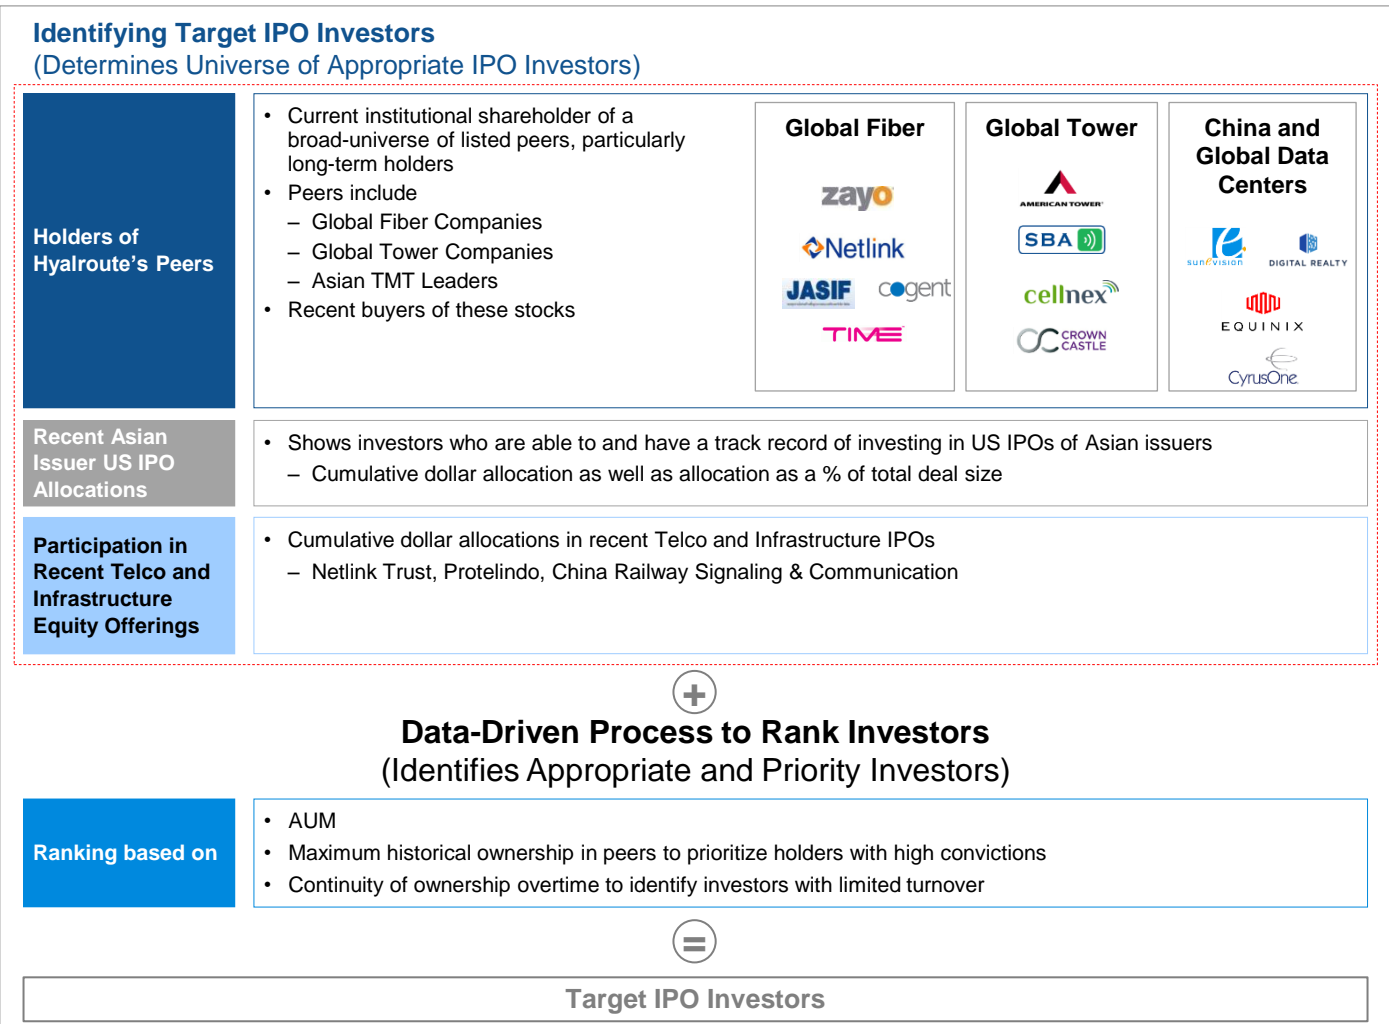 Identifying Target IPO Investors
(Determines Universe of Appropriate IPO Investors)
Holders of
Hyalroute’s Peers
• Current institutional shareholder of a
broad-universe of listed peers, particularly
long-term holders
• Peers include
– Global Fiber Companies
– Global Tower Companies
– Asian TMT Leaders
• Recent buyers of these stocks
Global Fiber
zayo
Netlink
JASIF
cogent
TIME
Global Tower
AMERICAN TOWER
SBA
cellnex
CROWN
CASTLE
China and
Global Data
Centers
sunevision
DIGITAL REALTY
EQUINIX
CyrusOne
Recent Asian
Issuer US IPO
Allocations
• Shows investors who are able to and have a track record of investing in US IPOs of Asian issuers
– Cumulative dollar allocation as well as allocation as a % of total deal size
Participation in
Recent Telco and
Infrastructure
Equity Offerings
• Cumulative dollar allocations in recent Telco and Infrastructure IPOs
– Netlink Trust, Protelindo, China Railway Signaling & Communication
+
Data-Driven Process to Rank Investors
(Identifies Appropriate and Priority Investors)
Ranking based on
• AUM
• Maximum historical ownership in peers to prioritize holders with high convictions
• Continuity of ownership overtime to identify investors with limited turnover
=
Target IPO Investors